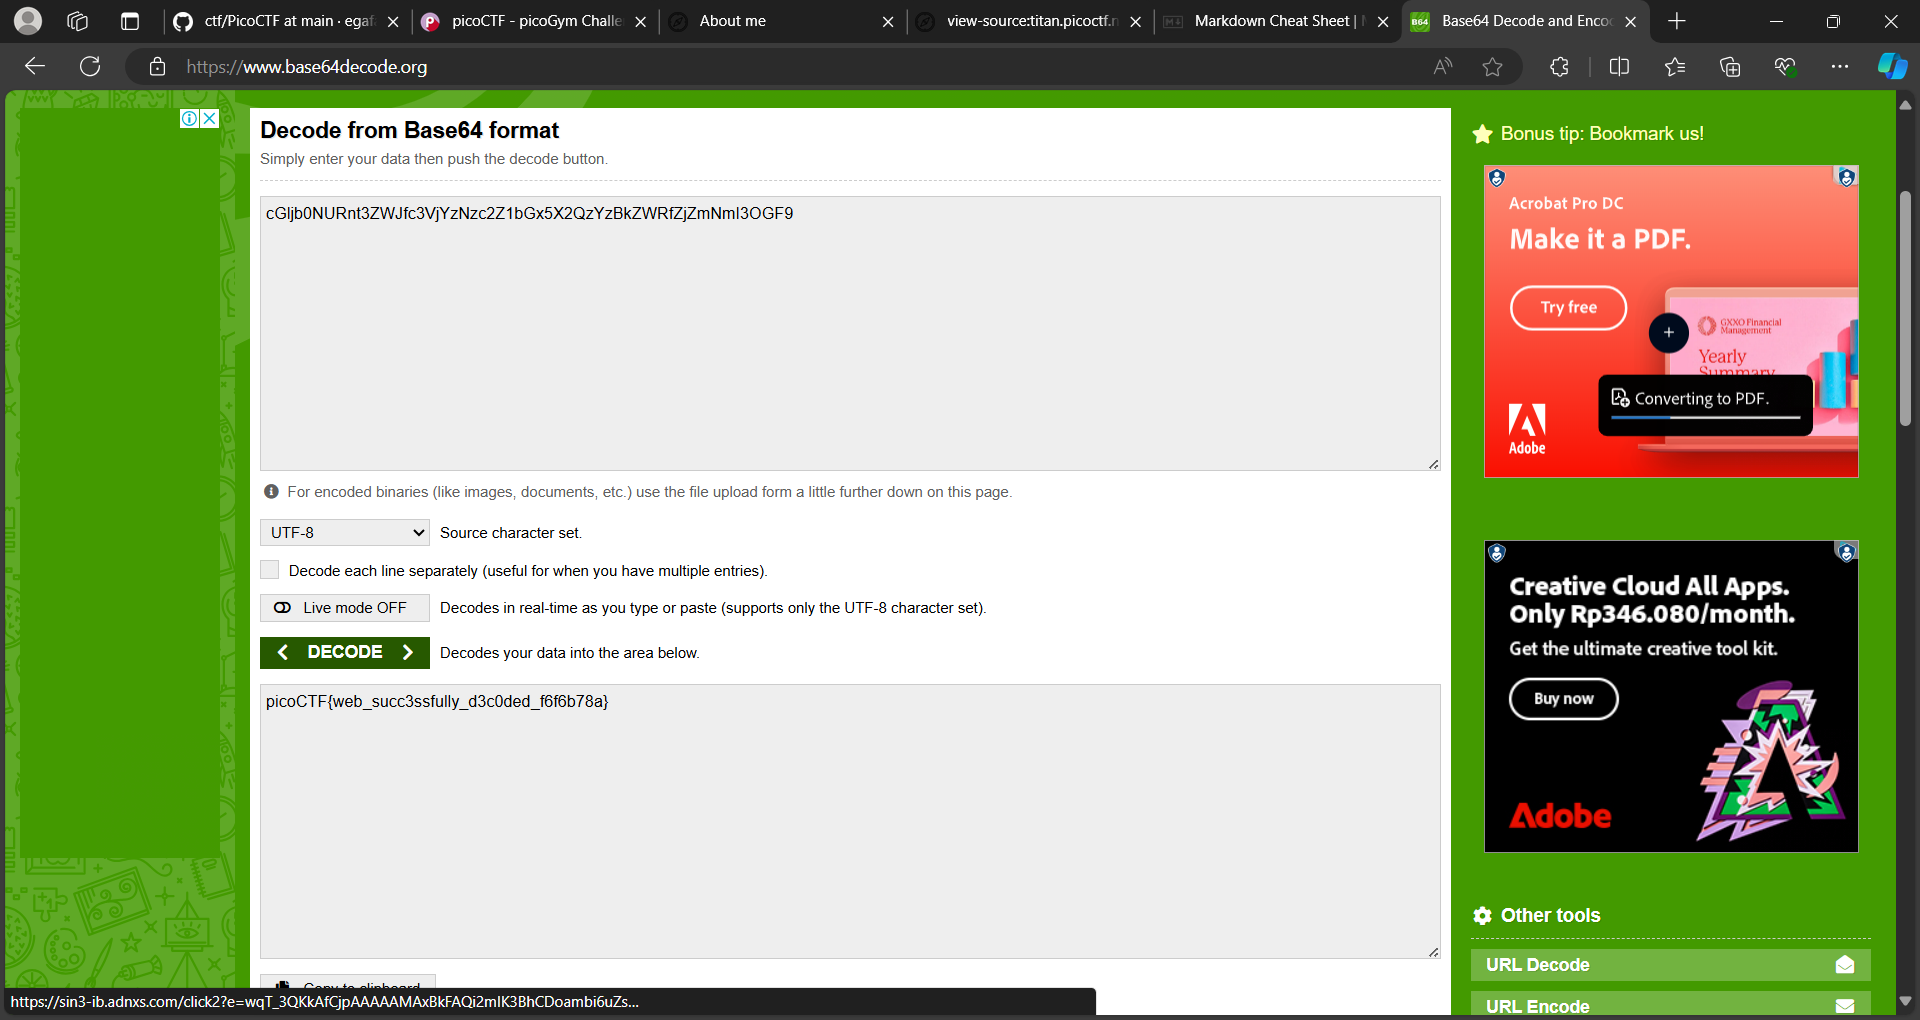 ctf/PicoCTF at main · egaf
picoCTF - picoGym Challe
About me
view-source:titan.picoctf.n
Markdown Cheat Sheet |
B64
Base64 Decode and Enco
https://www.base64decode.org
Decode from Base64 format
Simply enter your data then push the decode button.
cGljb0NURnt3ZWJfc3VjYzNzc2Z1bGx5X2QzYzBkZWRfZjZmNmI3OGF9
For encoded binaries (like images, documents, etc.) use the file upload form a little further down on this page.
UTF-8
Source character set.
Decode each line separately (useful for when you have multiple entries).
Live mode OFF
Decodes in real-time as you type or paste (supports only the UTF-8 character set).
DECODE
Decodes your data into the area below.
picoCTF{web_succ3ssfully_d3c0ded_f6f6b78a}
Copy to clipboard
https://sin3-ib.adnxs.com/click2?e=wqT_3QKkAfCjpAAAAAMAxBkFAQi2mIK3BhCDoambi6uZs...
Bonus tip: Bookmark us!
Acrobat Pro DC
Make it a PDF.
Try free
GXXO Financial
Management
Yearly
Summary
Converting to PDF.
Adobe
Creative Cloud All Apps.
Only Rp346.080/month.
Get the ultimate creative tool kit.
Buy now
Adobe
Other tools
URL Decode
URL Encode